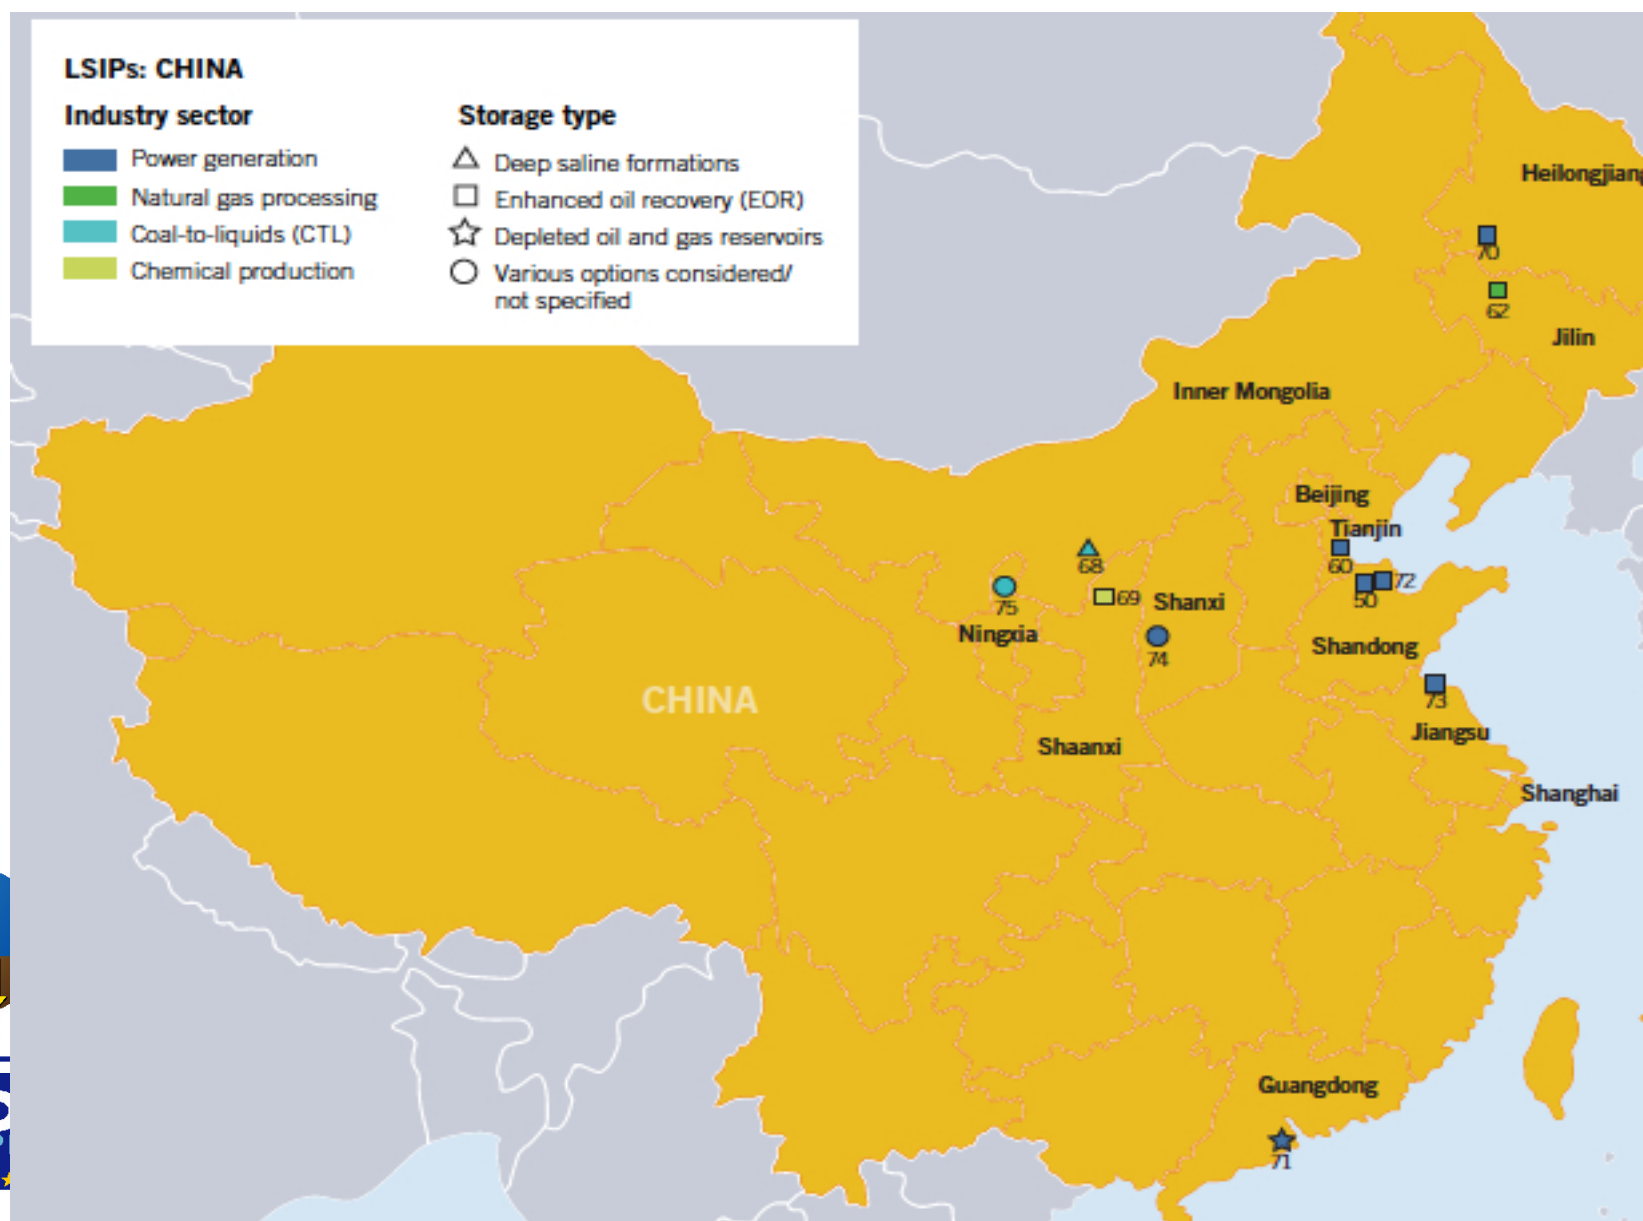 LSIPs: CHINA
Industry sector
Power generation
Natural gas processing
Coal-to-liquids (CTL)
Chemical production
Storage type
Deep saline formations
Enhanced oil recovery (EOR)
Depleted oil and gas reservoirs
Various options considered/
not specified
Heilongjiang
70
62
Jilin
Inner Mongolia
Beijing
Tianjin
60
72
50
68
75
69
Shanxi
Ningxia
74
Shandong
CHINA
73
Jiangsu
Shaanxi
Shanghai
Guangdong
71